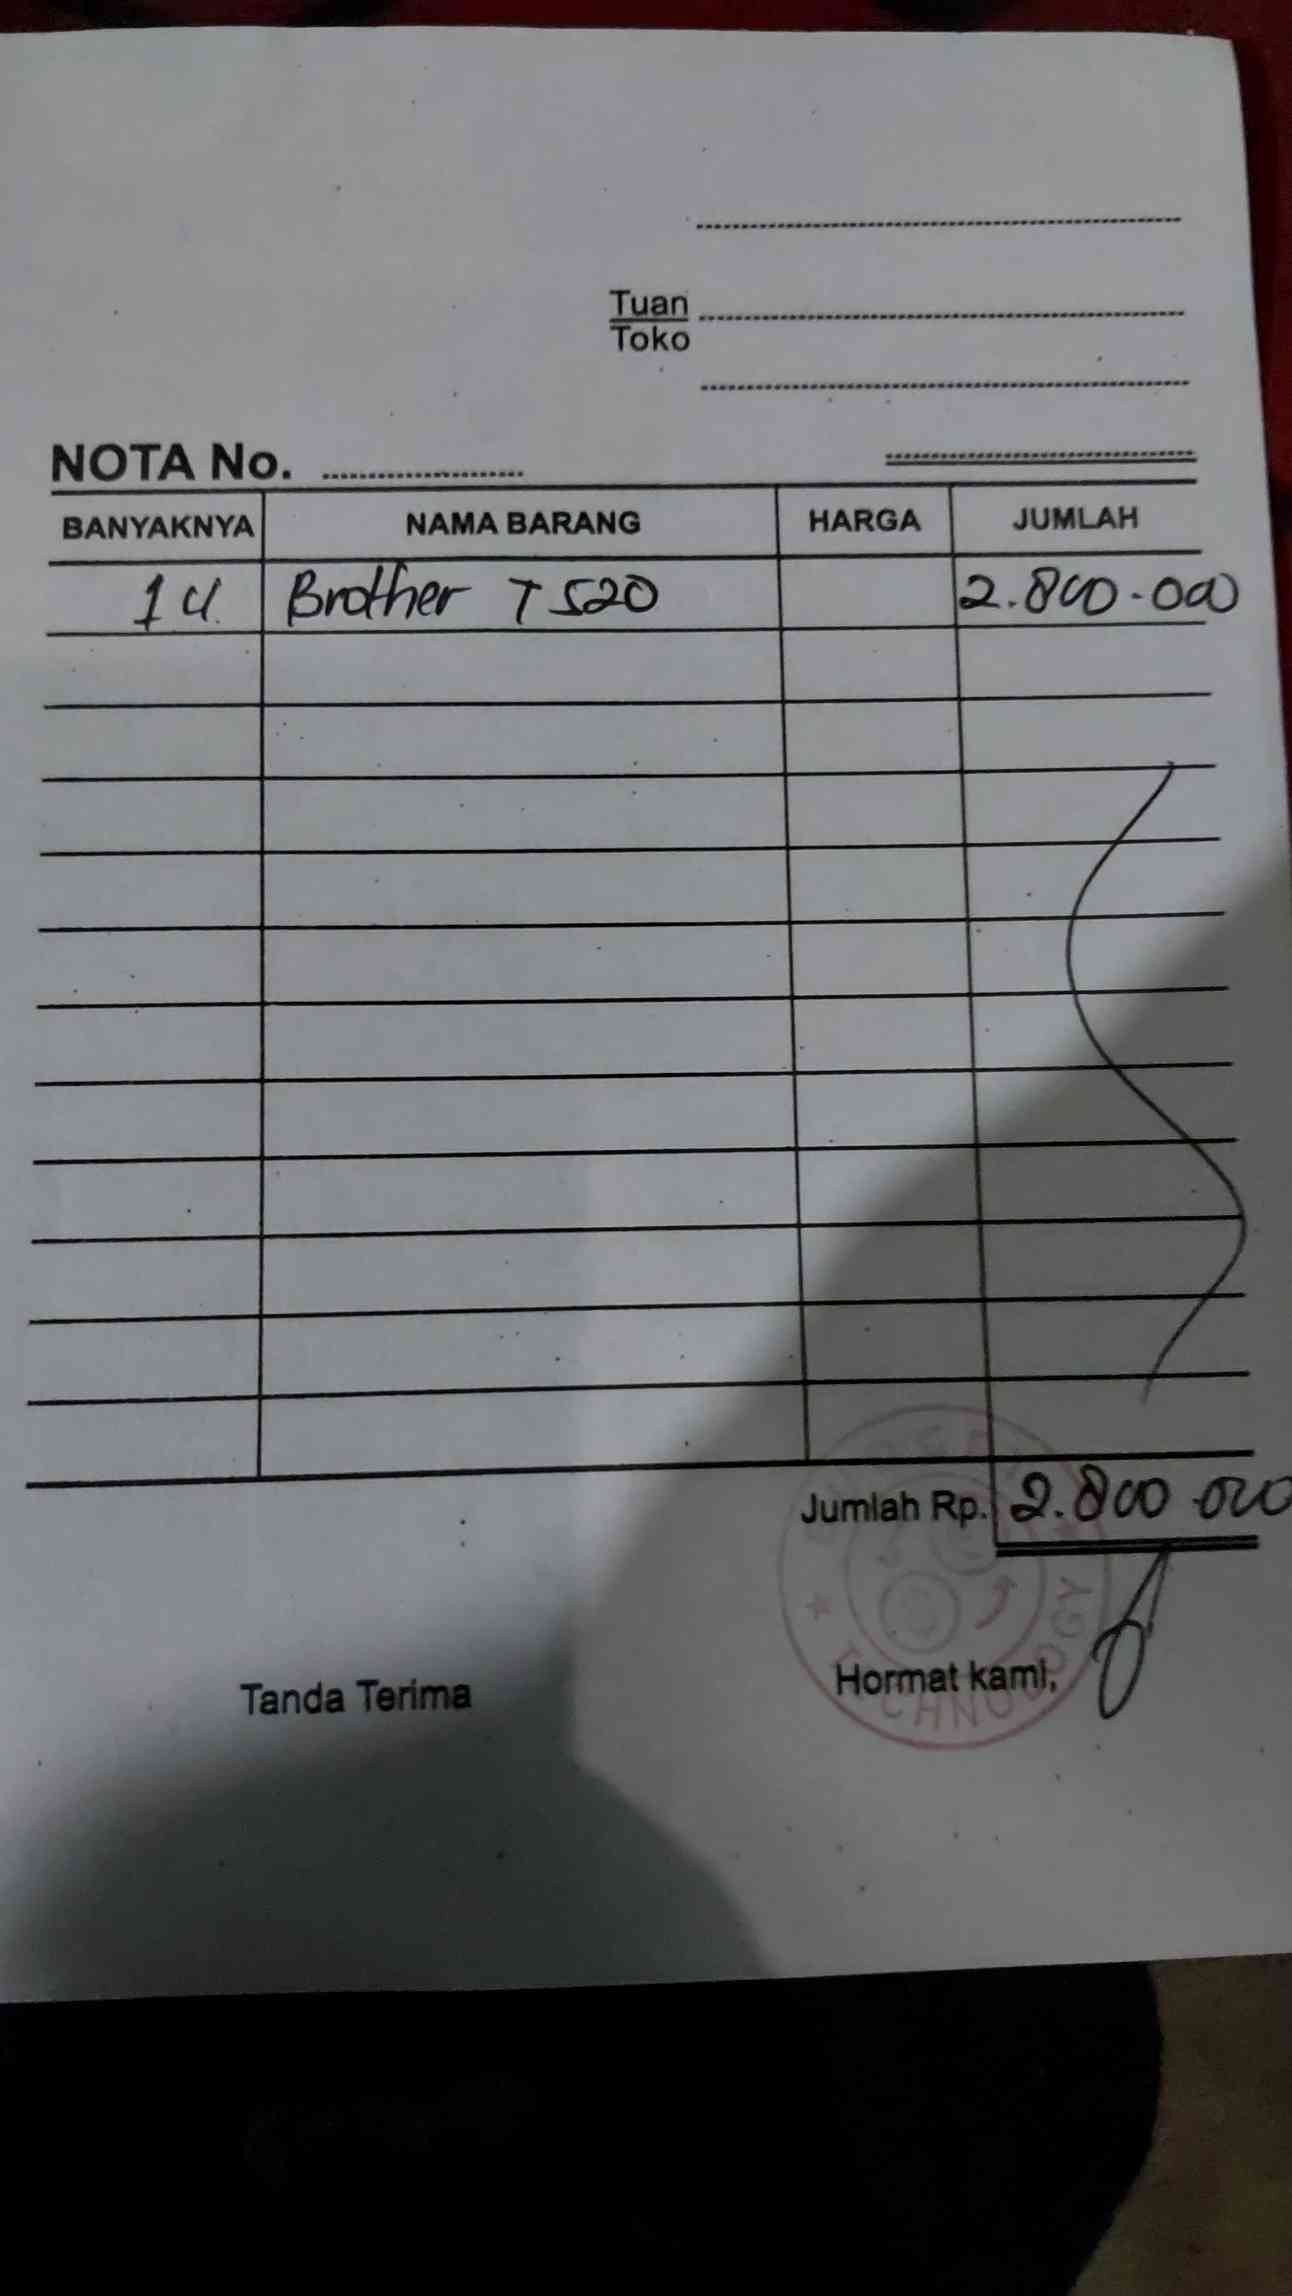 Tuan
Toko
NOTA No.
BANYAKNYA NAMA BARANG HARGA JUMLAH
1 U. Brother T520 2.800.000
Jumlah Rp. 2.800.000
Tanda Terima Hormat kami,